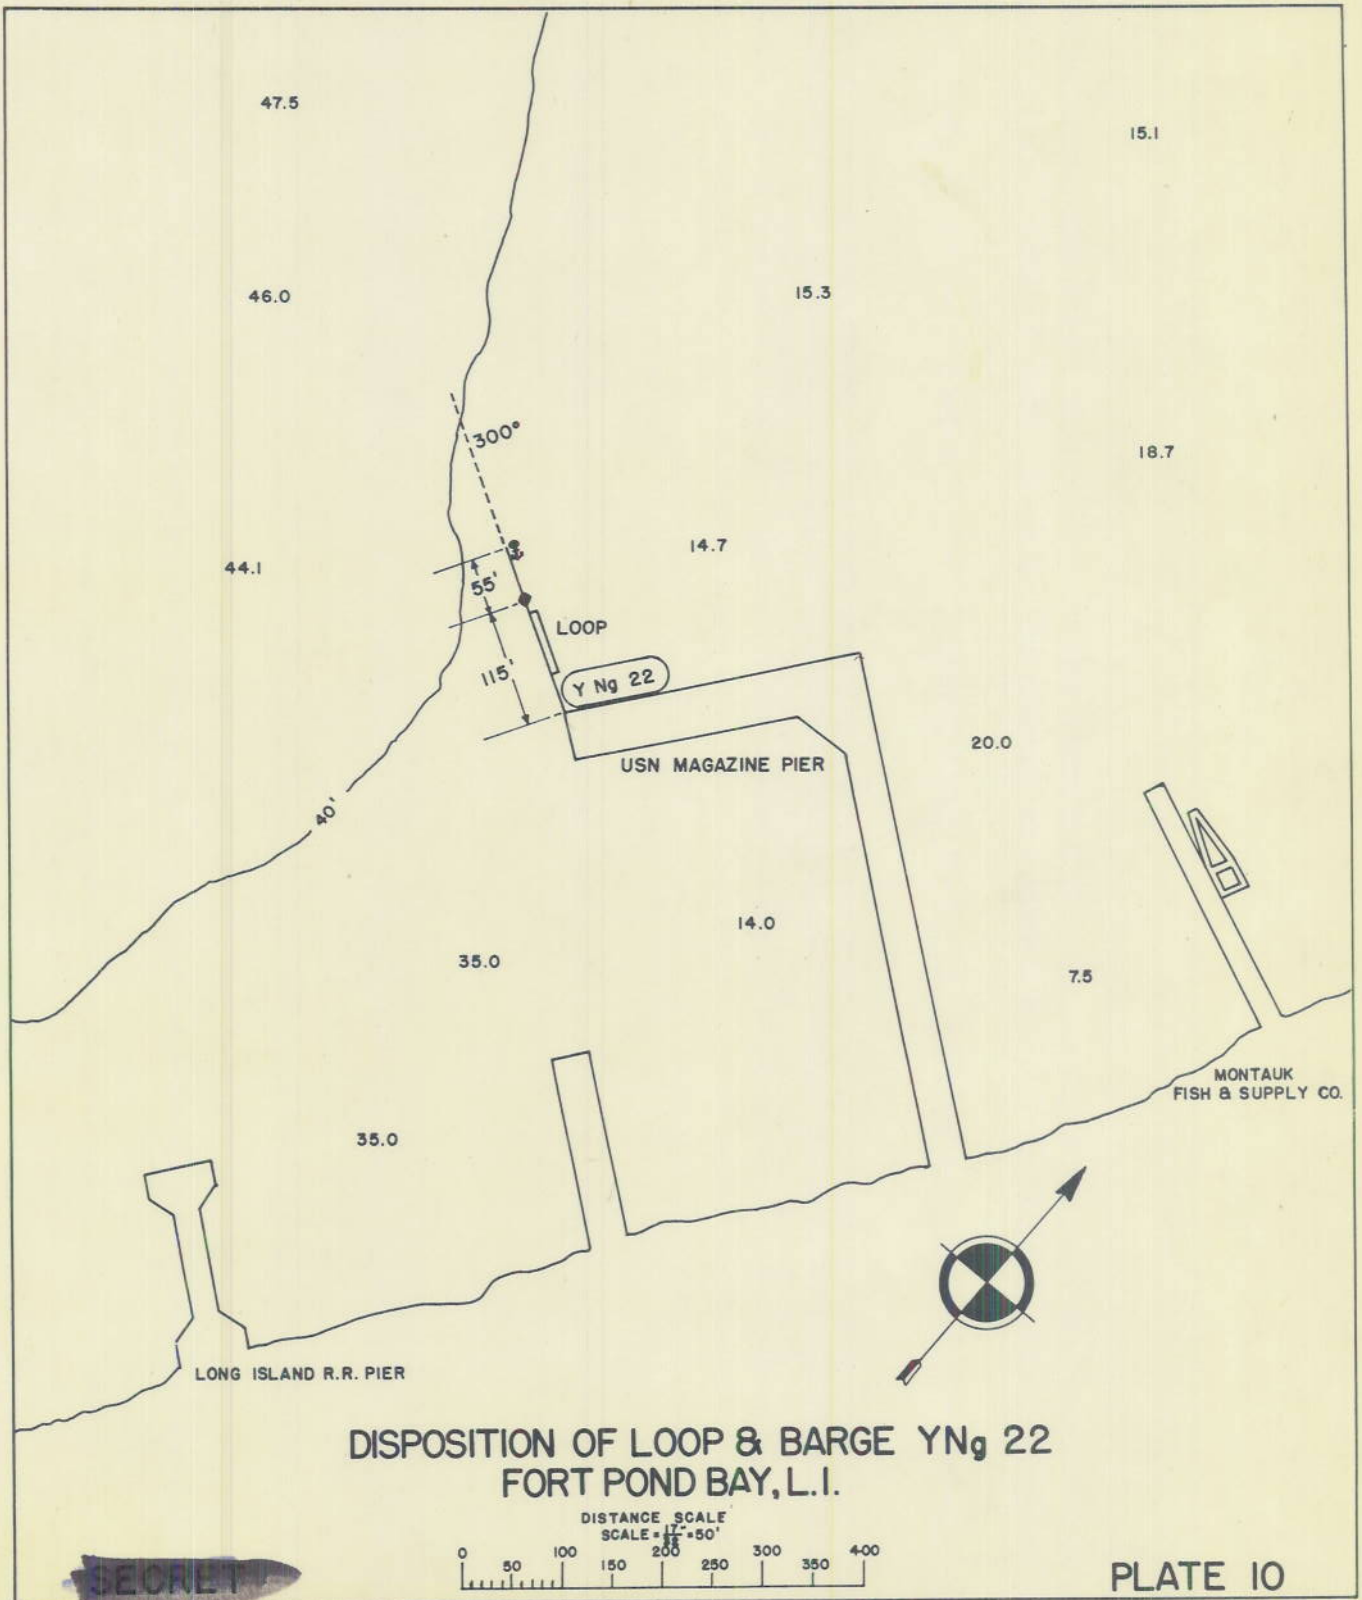 47.5
15.1
46.0
15.3
300°
18.7
14.7
44.1
55'
LOOP
115'
Y Ng 22
20.0
USN MAGAZINE PIER
40'
14.0
35.0
7.5
MONTAUK
FISH & SUPPLY CO.
35.0
LONG ISLAND R.R. PIER
DISPOSITION OF LOOP & BARGE YNg 22
FORT POND BAY, L.I.
DISTANCE SCALE
SCALE = = 50'
0 50 100 150 200 250 300 350 400
SECRET
PLATE 10